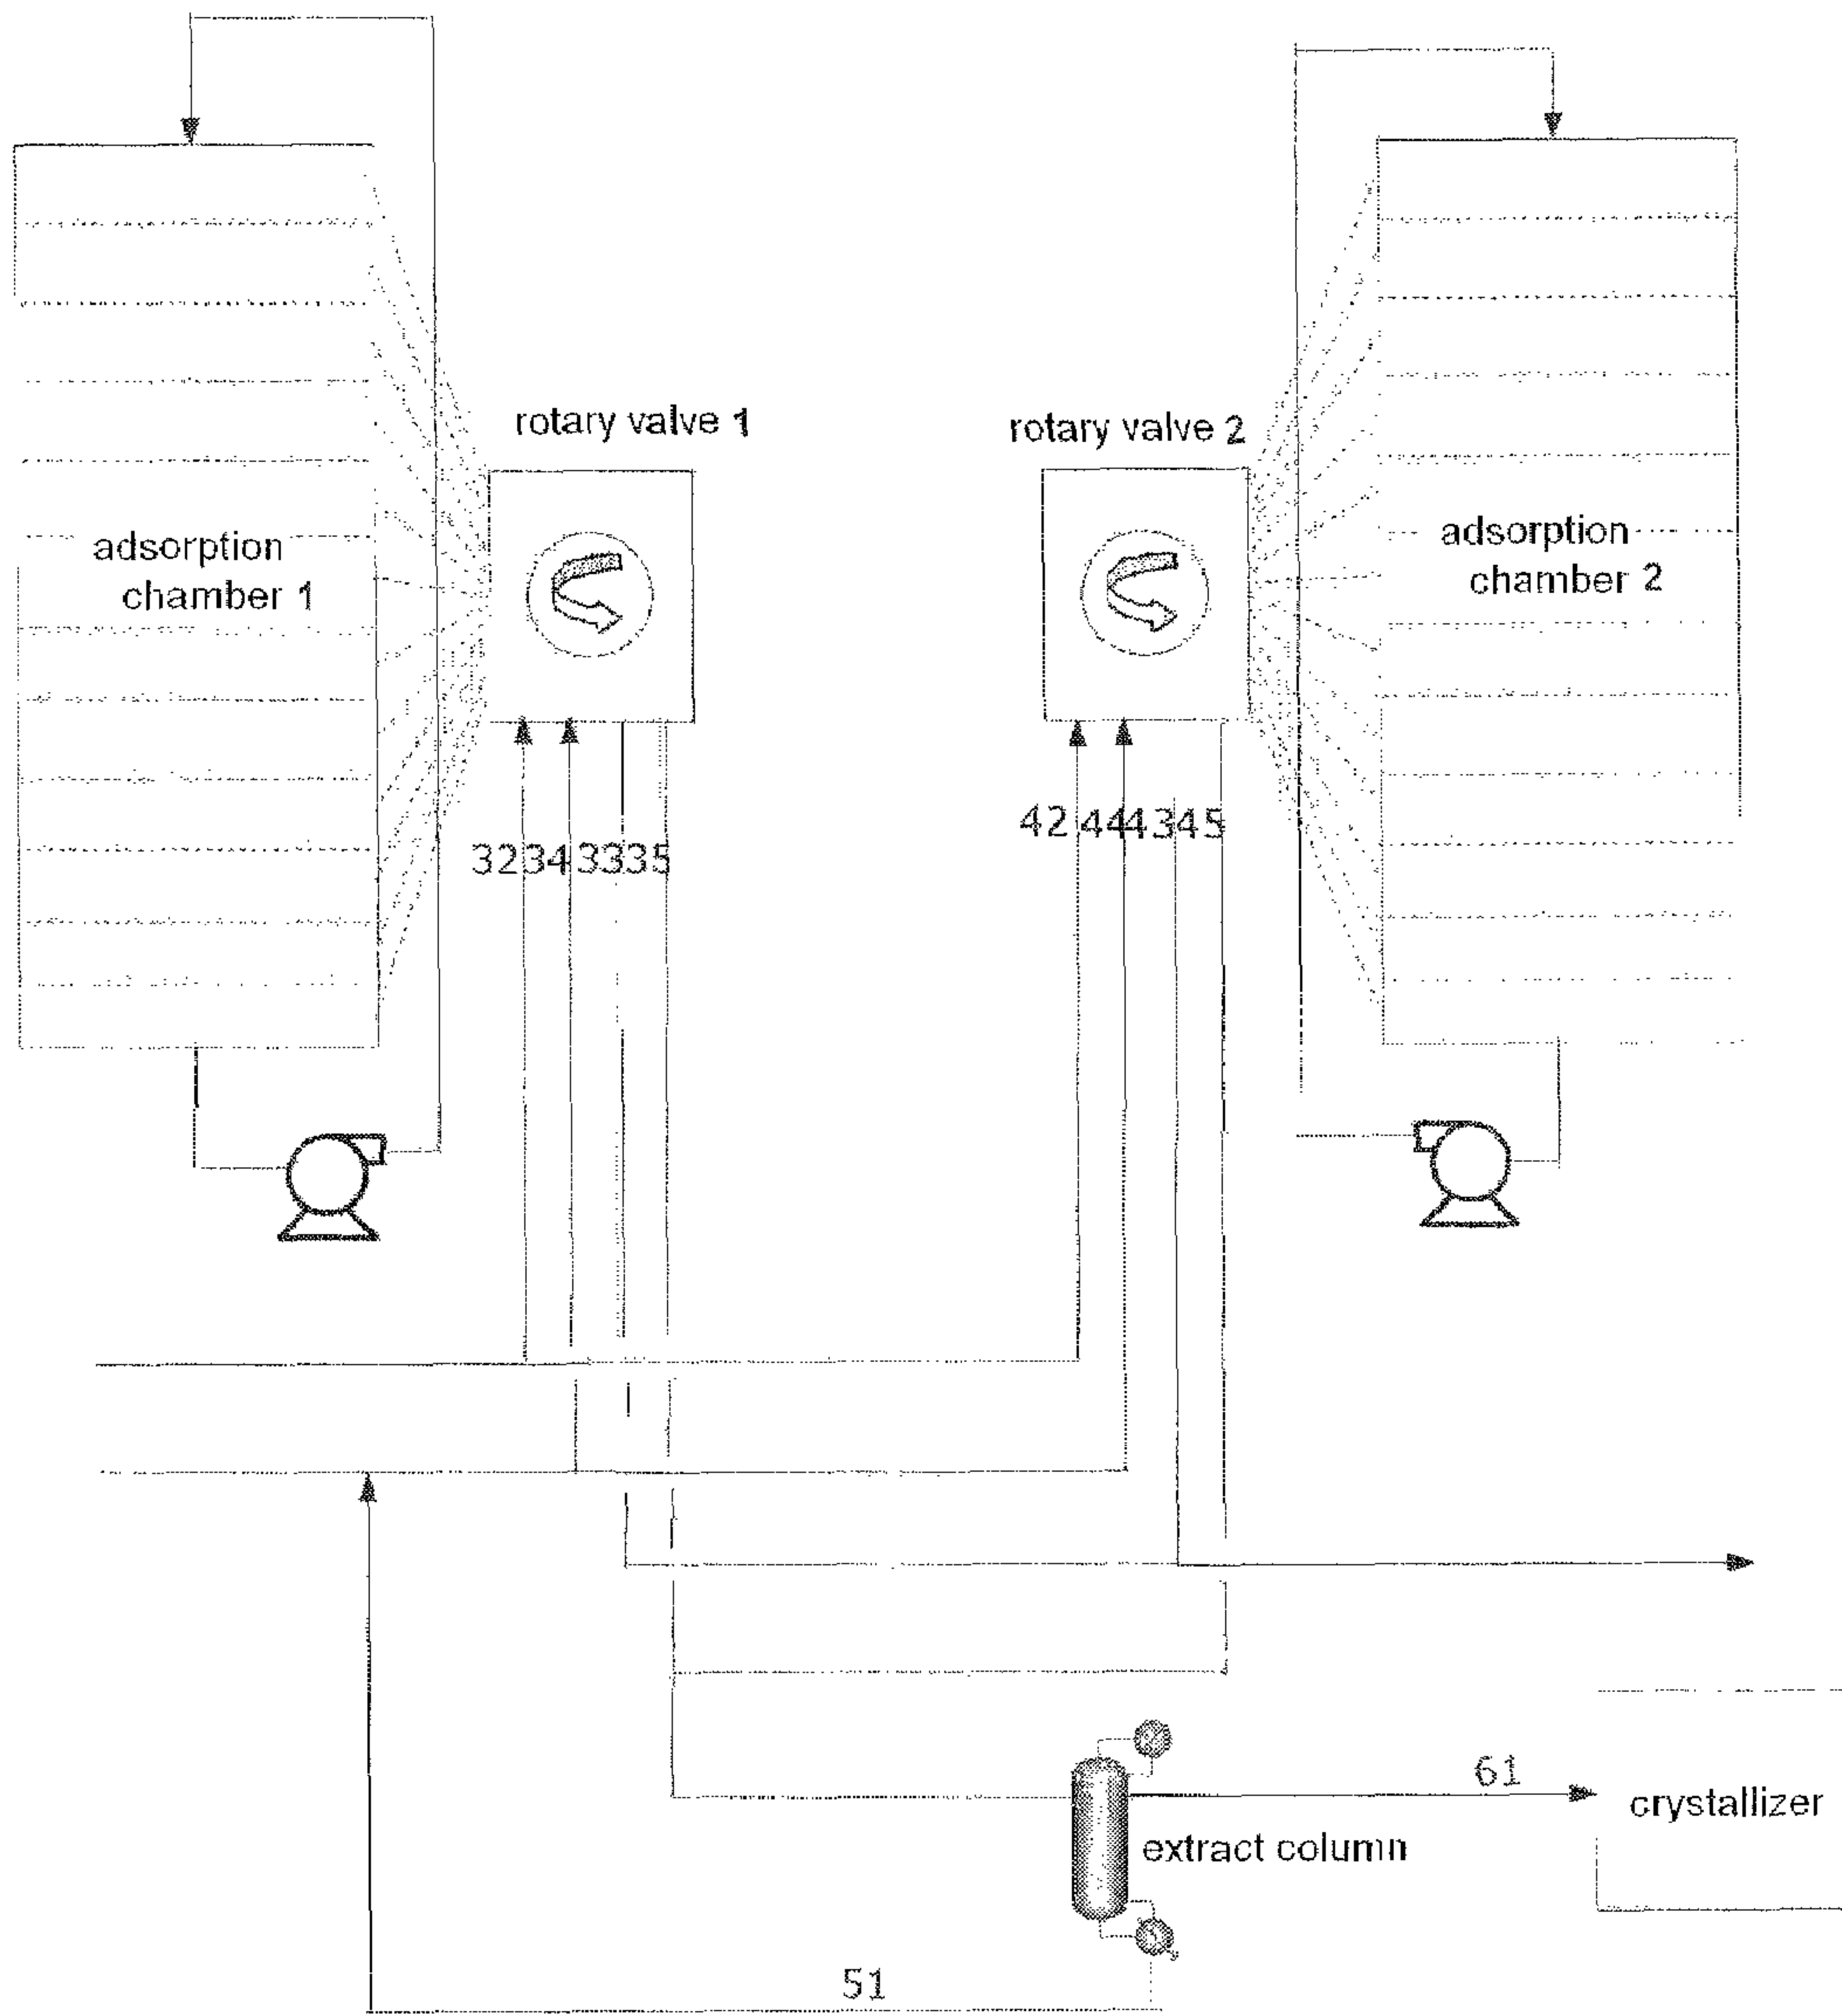 rotary valve 1
rotary valve 2
adsorption
chamber 1
adsorption
chamber 2
42 44 43 45
32 34 33 35
61
crystallizer
extract column
51